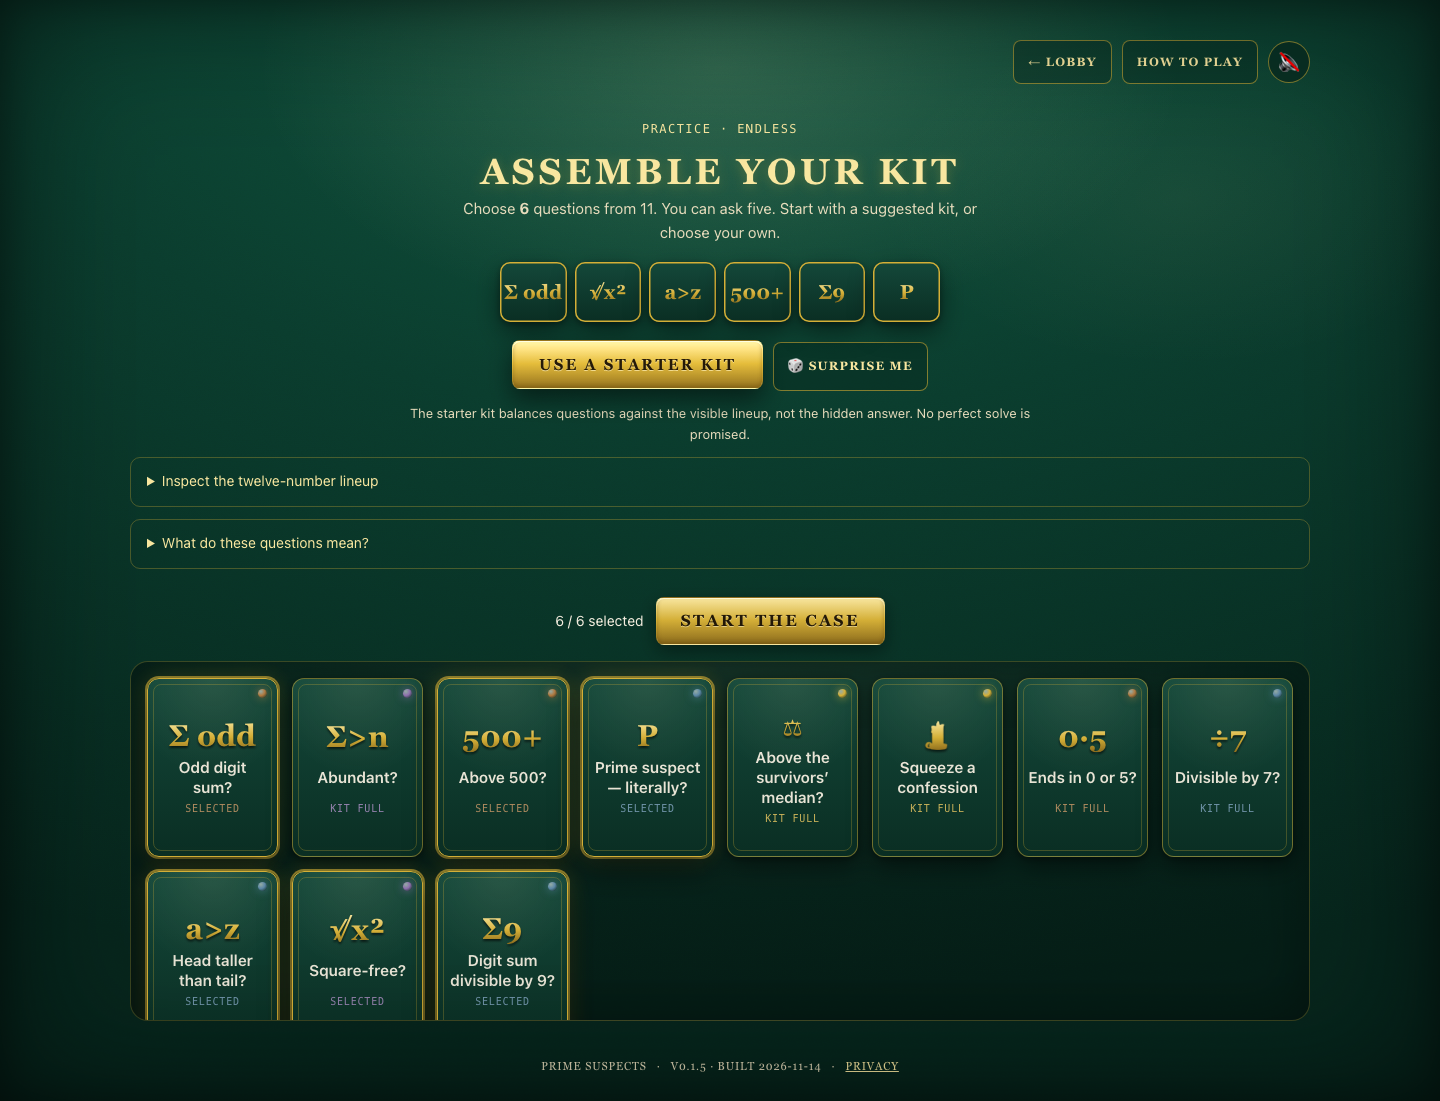 ← LOBBY
HOW TO PLAY
PRACTICE · ENDLESS
ASSEMBLE YOUR KIT
Choose 6 questions from 11. You can ask five. Start with a suggested kit, or
choose your own.
Σ odd
√x²
a>z
500+
Σ9
P
USE A STARTER KIT
🎲 SURPRISE ME
The starter kit balances questions against the visible lineup, not the hidden answer. No perfect solve is
promised.
▶ Inspect the twelve-number lineup
▶ What do these questions mean?
6 / 6 selected
START THE CASE
Σ odd
Odd digit
sum?
SELECTED
Σ>n
Abundant?
KIT FULL
500+
Above 500?
SELECTED
P
Prime suspect
— literally?
SELECTED
⚖
Above the
survivors’
median?
KIT FULL
Squeeze a
confession
KIT FULL
0·5
Ends in 0 or 5?
KIT FULL
÷7
Divisible by 7?
KIT FULL
a>z
Head taller
than tail?
SELECTED
√x²
Square-free?
SELECTED
Σ9
Digit sum
divisible by 9?
SELECTED
PRIME SUSPECTS · V0.1.5 · BUILT 2026-11-14 · PRIVACY